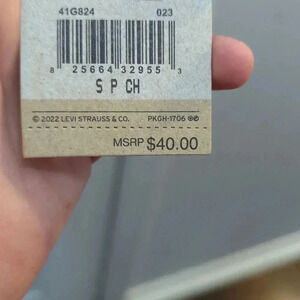 41G824 023
8 25664 32955 3
S P CH
© 2022 LEVI STRAUSS & CO. PKGH-1706
MSRP $40.00